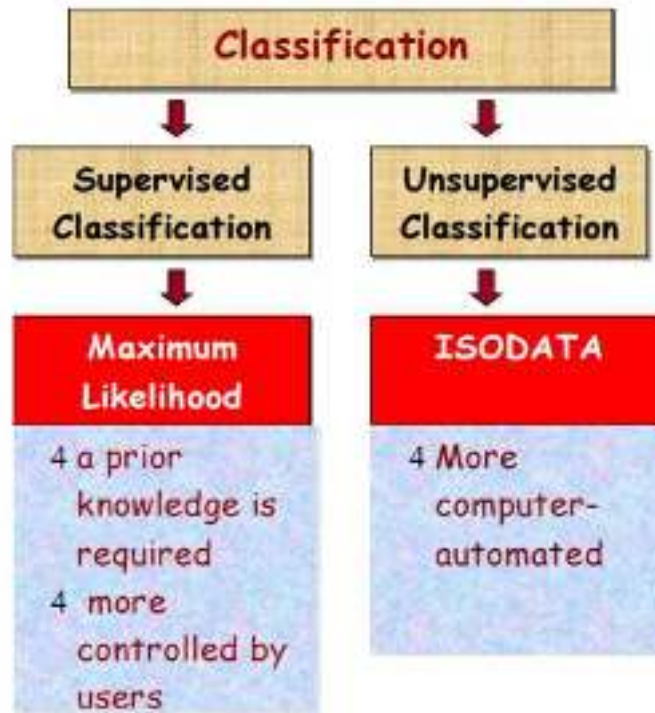 Classification
Supervised
Classification
Unsupervised
Classification
Maximum
Likelihood
ISODATA
4 a prior
knowledge is
required
4 more
controlled by
users
4 More
computer-
automated